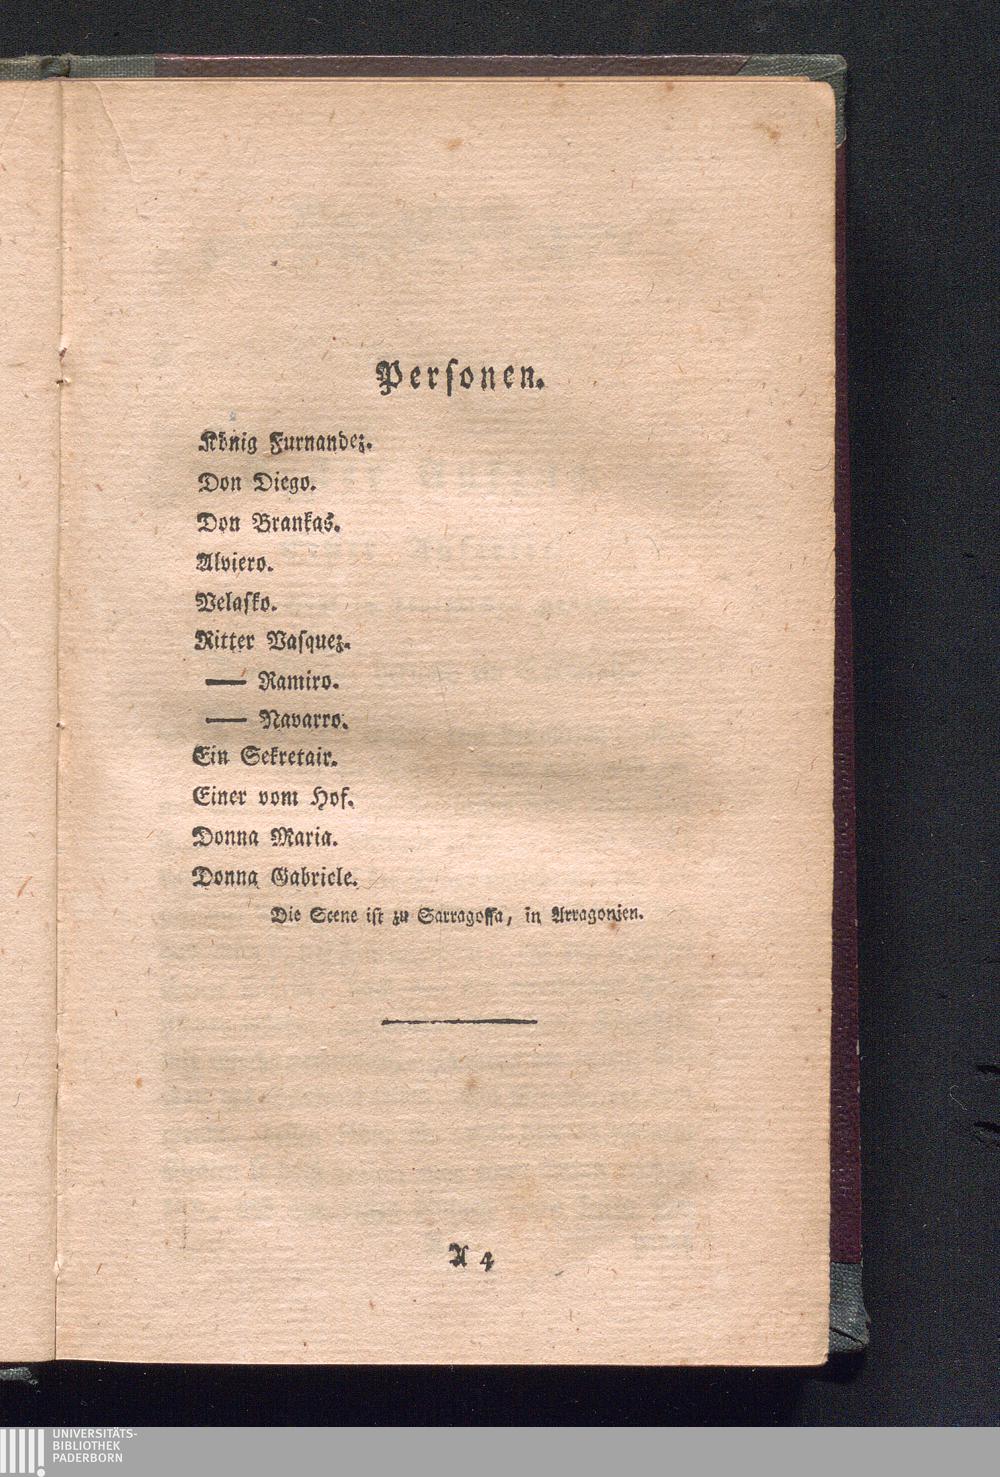 Personen.
König Furnandez.
Don Diego.
Don Brankas.
Alviero.
Velaſko.
Ritter Vaſquez.
— Ramiro.
— Navarro.
Ein Sekretair.
Einer vom Hof.
Donna Maria.
Donna Gabriele.
Die Scene iſt zu Sarragoſſa, in Arragonien.
A 4
UNIVERSITÄTS-
BIBLIOTHEK
PADERBORN